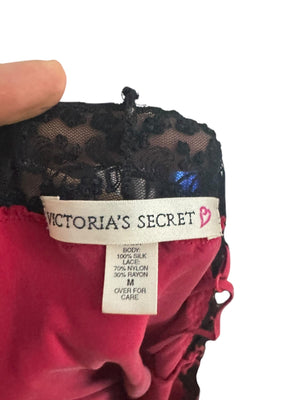 VICTORIA'S SECRET
BODY:
100% SILK
LACE:
70% NYLON
30% RAYON
M
OVER FOR
CARE